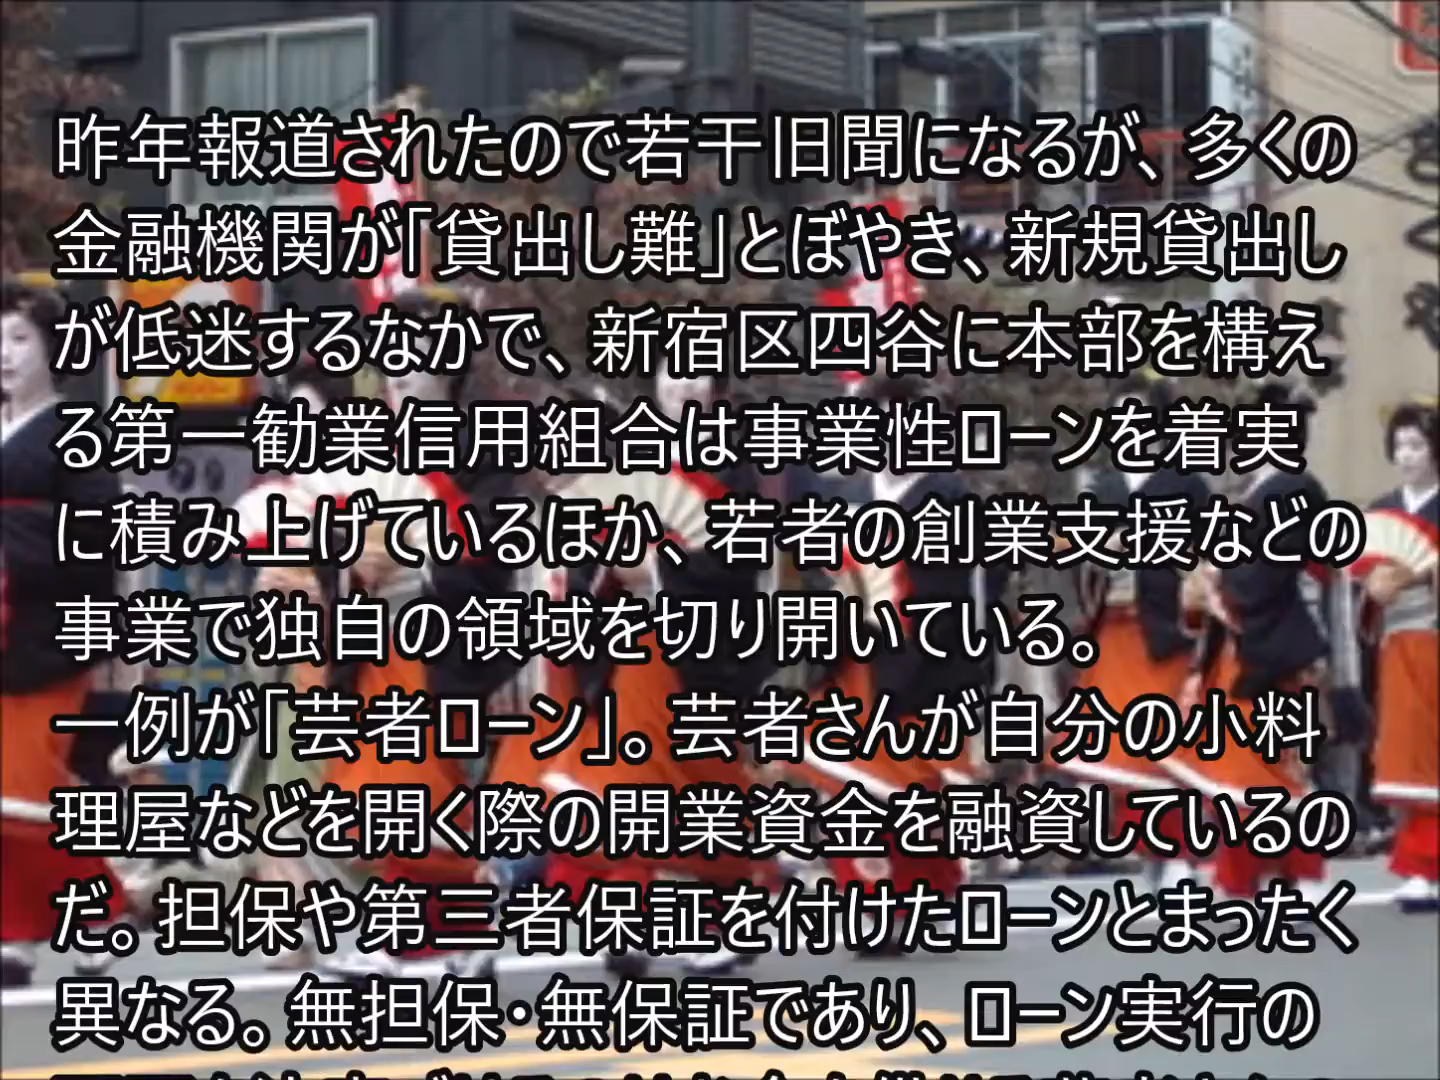 昨年報道されたので若干旧聞になるが、多くの
金融機関が「貸出し難」とぼやき、新規貸出し
が低迷するなかで、新宿区四谷に本部を構え
る第一勧業信用組合は事業性ローンを着実
に積み上げているほか、若者の創業支援などの
事業で独自の領域を切り開いている。
一例が「芸者ローン」。芸者さんが自分の小料
理屋などを開く際の開業資金を融資しているの
だ。担保や第三者保証を付けたローンとまったく
異なる。無担保・無保証であり、ローン実行の